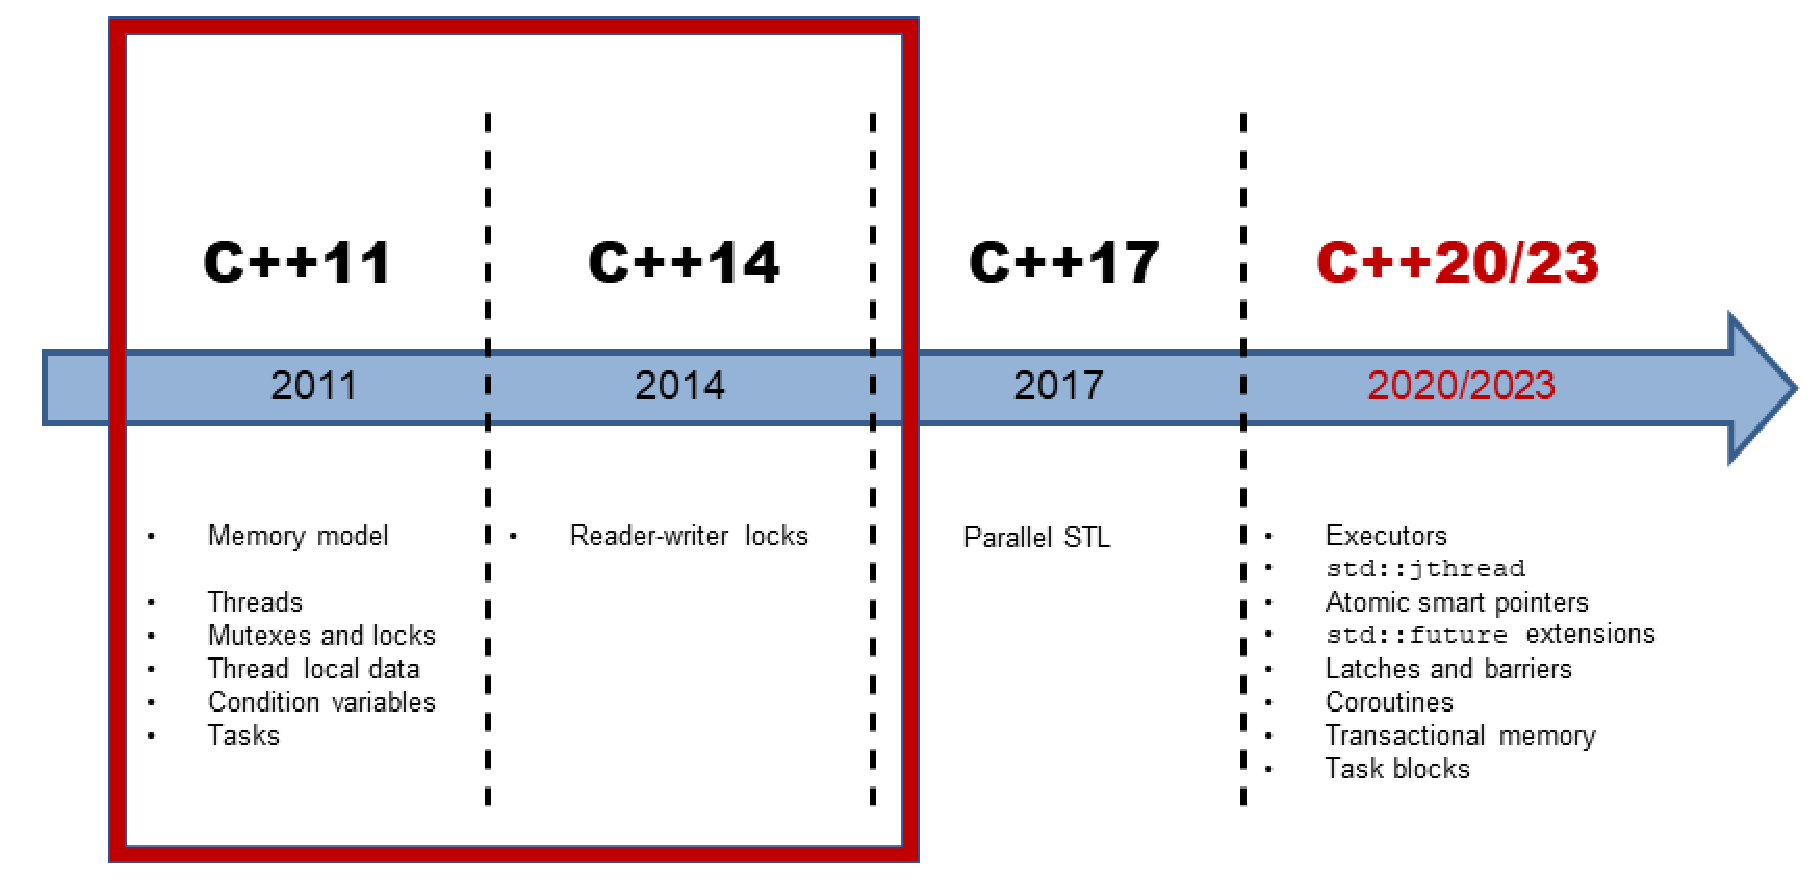 C++11
C++14
C++17
C++20/23
2011
2014
2017
2020/2023
• Memory model
• Threads
• Mutexes and locks
• Thread local data
• Condition variables
• Tasks
• Reader-writer locks
Parallel STL
• Executors
• std::jthread
• Atomic smart pointers
• std::future extensions
• Latches and barriers
• Coroutines
• Transactional memory
• Task blocks